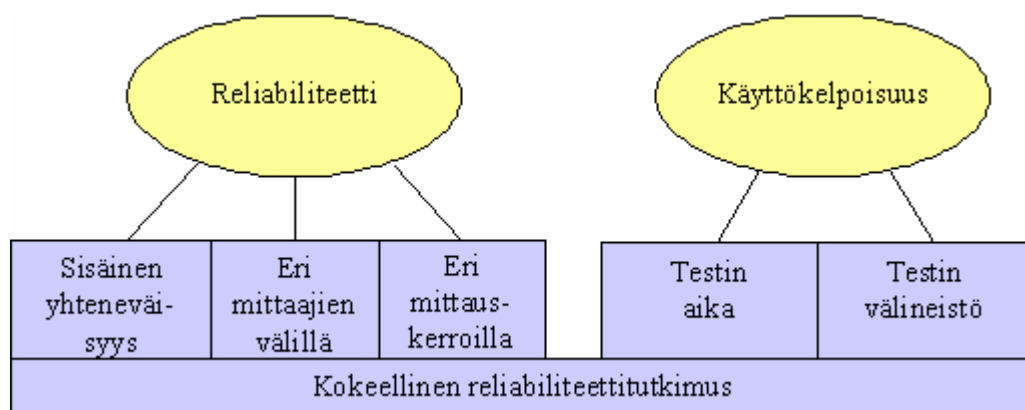 Reliabiliteetti
Käyttökelpoisuus
Sisäinen
yhteneväi-
syys
Eri
mittaajien
välillä
Eri
mittaus-
kerroilla
Testin
aika
Testin
välineistö
Kokeellinen reliabiliteettitutkimus